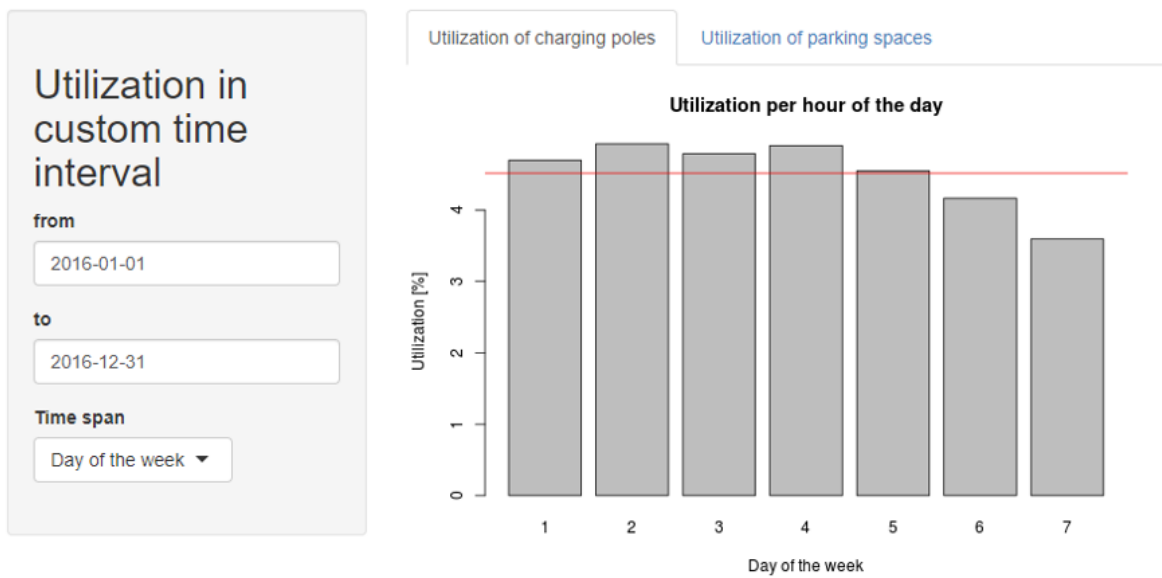 Utilization in
custom time
interval
from
2016-01-01
to
2016-12-31
Time span
Day of the week
Utilization of charging poles
Utilization of parking spaces
Utilization per hour of the day
Utilization [%]
4
3
2
1
0
1 2 3 4 5 6 7
Day of the week